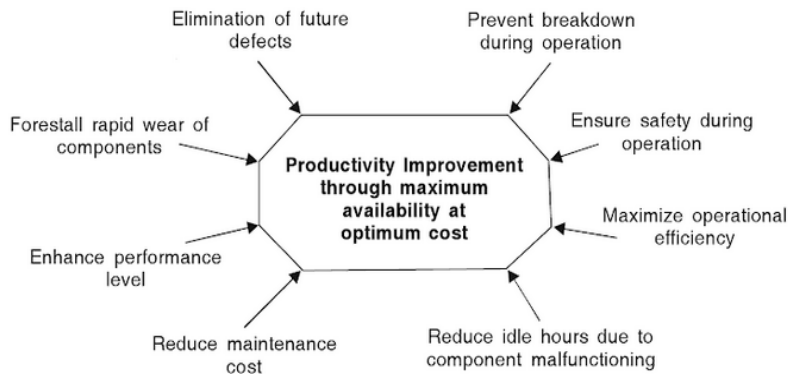 Elimination of future
defects
Prevent breakdown
during operation
Forestall rapid wear of
components
Ensure safety during
operation
Productivity Improvement
through maximum
availability at
optimum cost
Enhance performance
level
Maximize operational
efficiency
Reduce maintenance
cost
Reduce idle hours due to
component malfunctioning